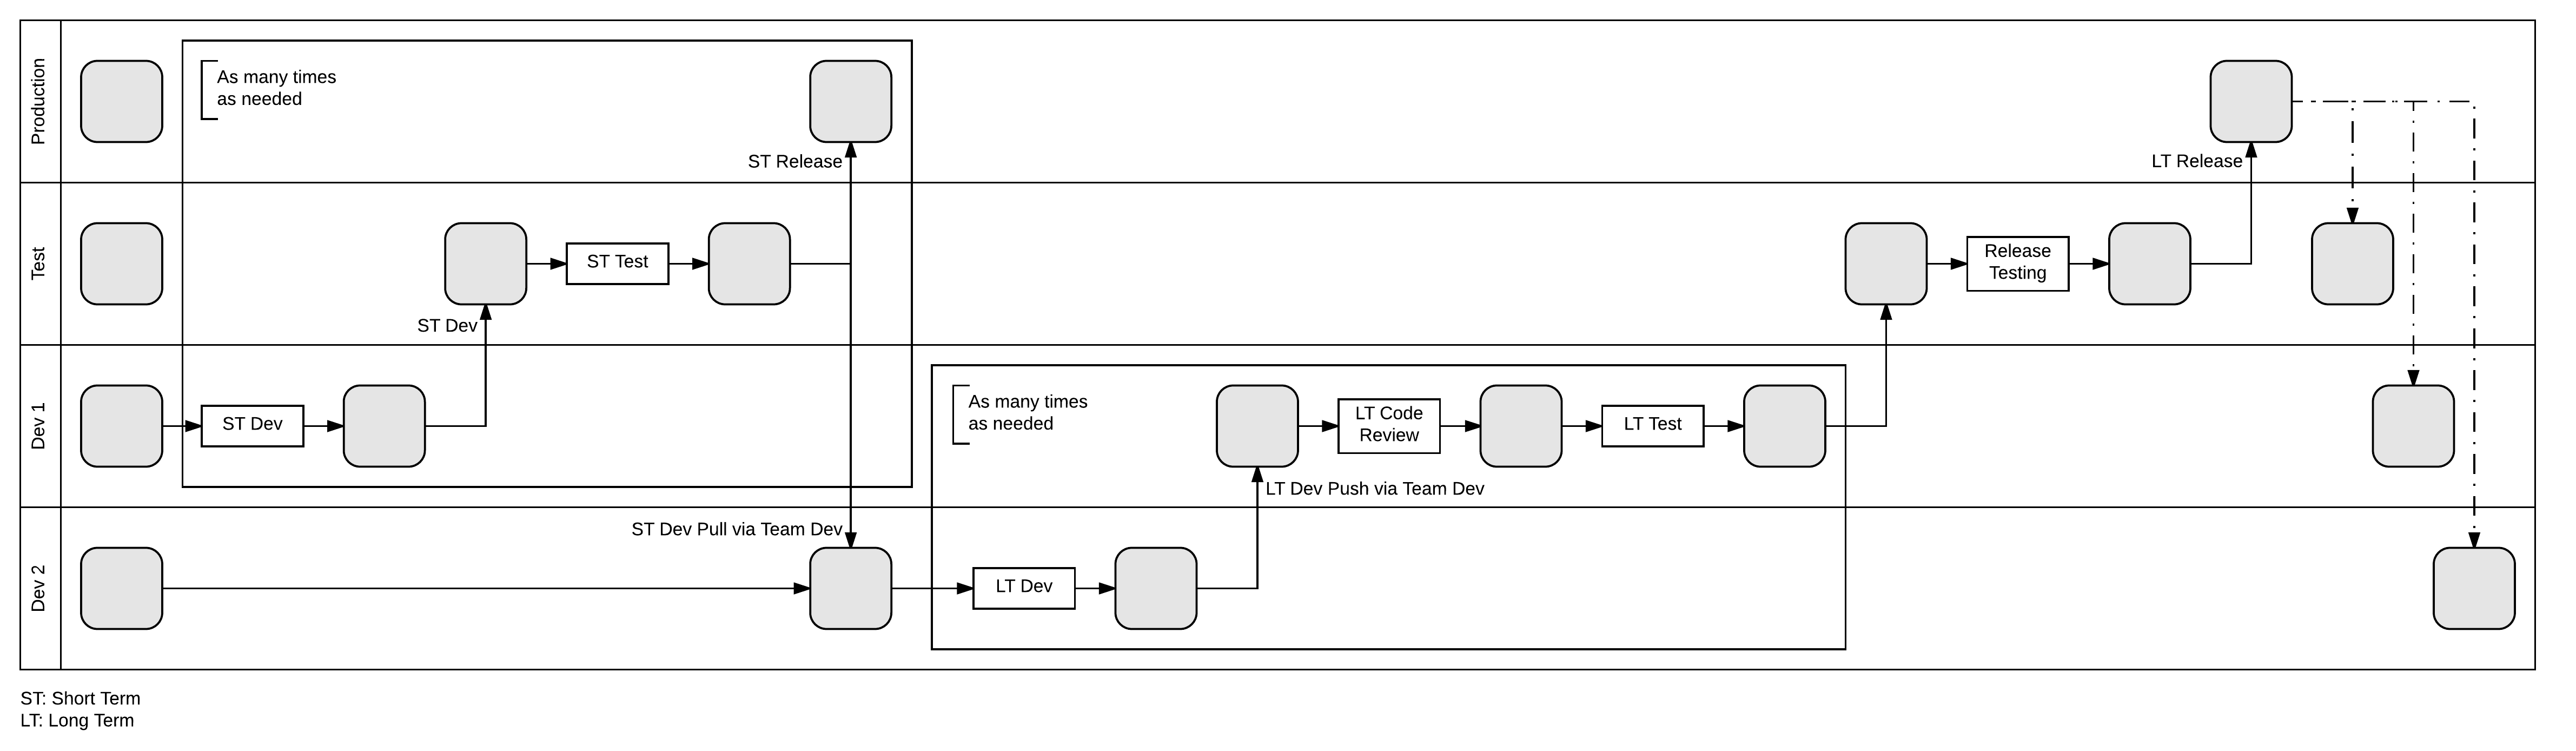 Production
As many times
as needed
ST Release
LT Release
Test
ST Test
Release
Testing
ST Dev
Dev 1
ST Dev
As many times
as needed
LT Code
Review
LT Test
LT Dev Push via Team Dev
Dev 2
ST Dev Pull via Team Dev
LT Dev
ST: Short Term
LT: Long Term